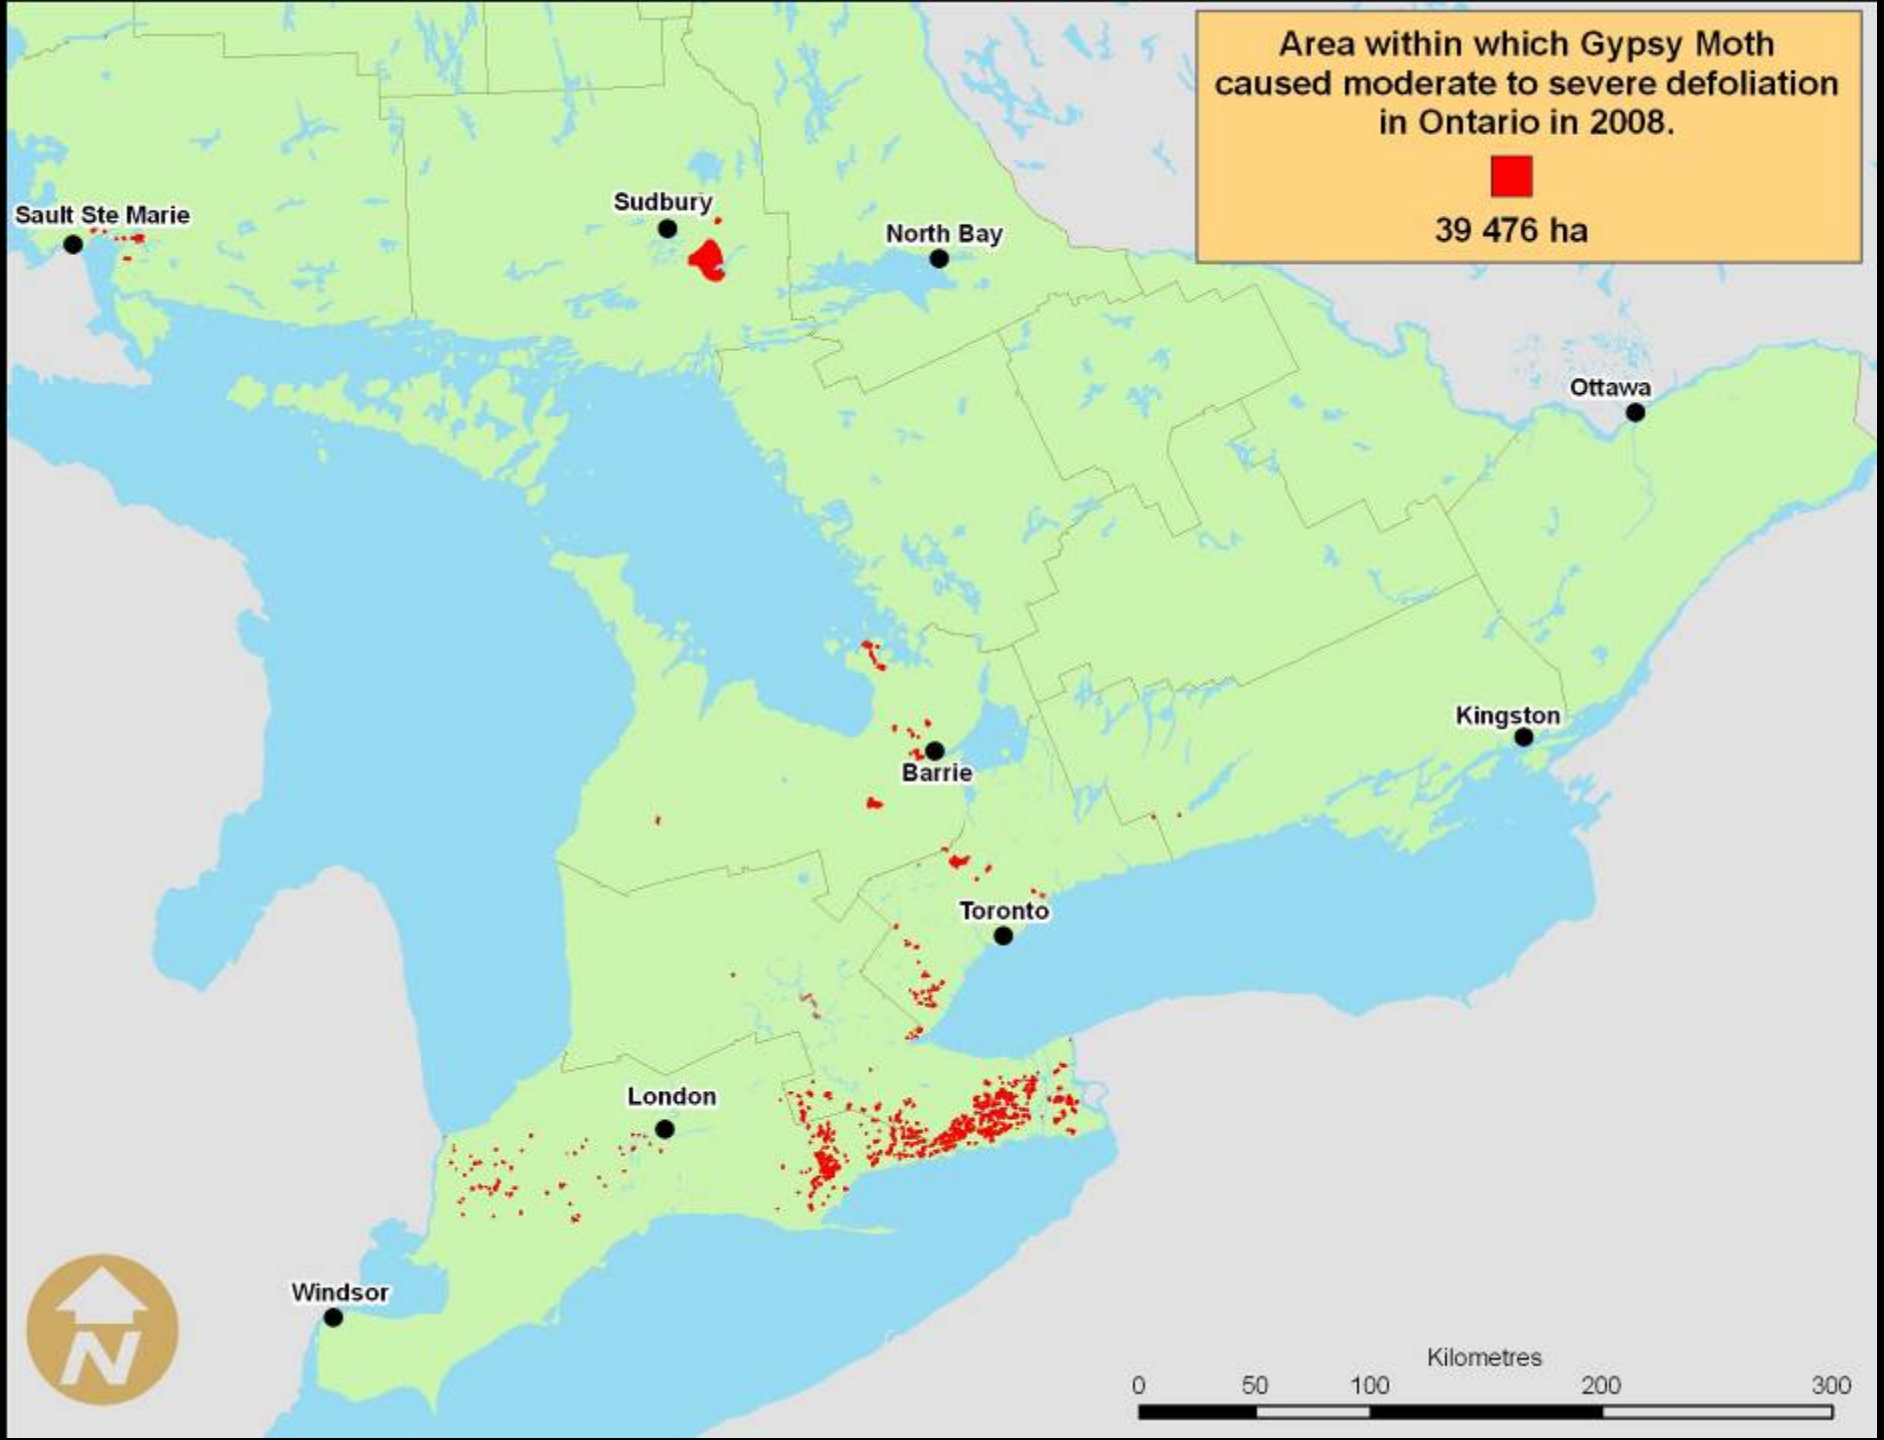 Area within which Gypsy Moth
caused moderate to severe defoliation
in Ontario in 2008.
39 476 ha
Sudbury
Sault Ste Marie
North Bay
Ottawa
Kingston
Barrie
Toronto
London
Windsor
N
Kilometres
0 50 100 200 300